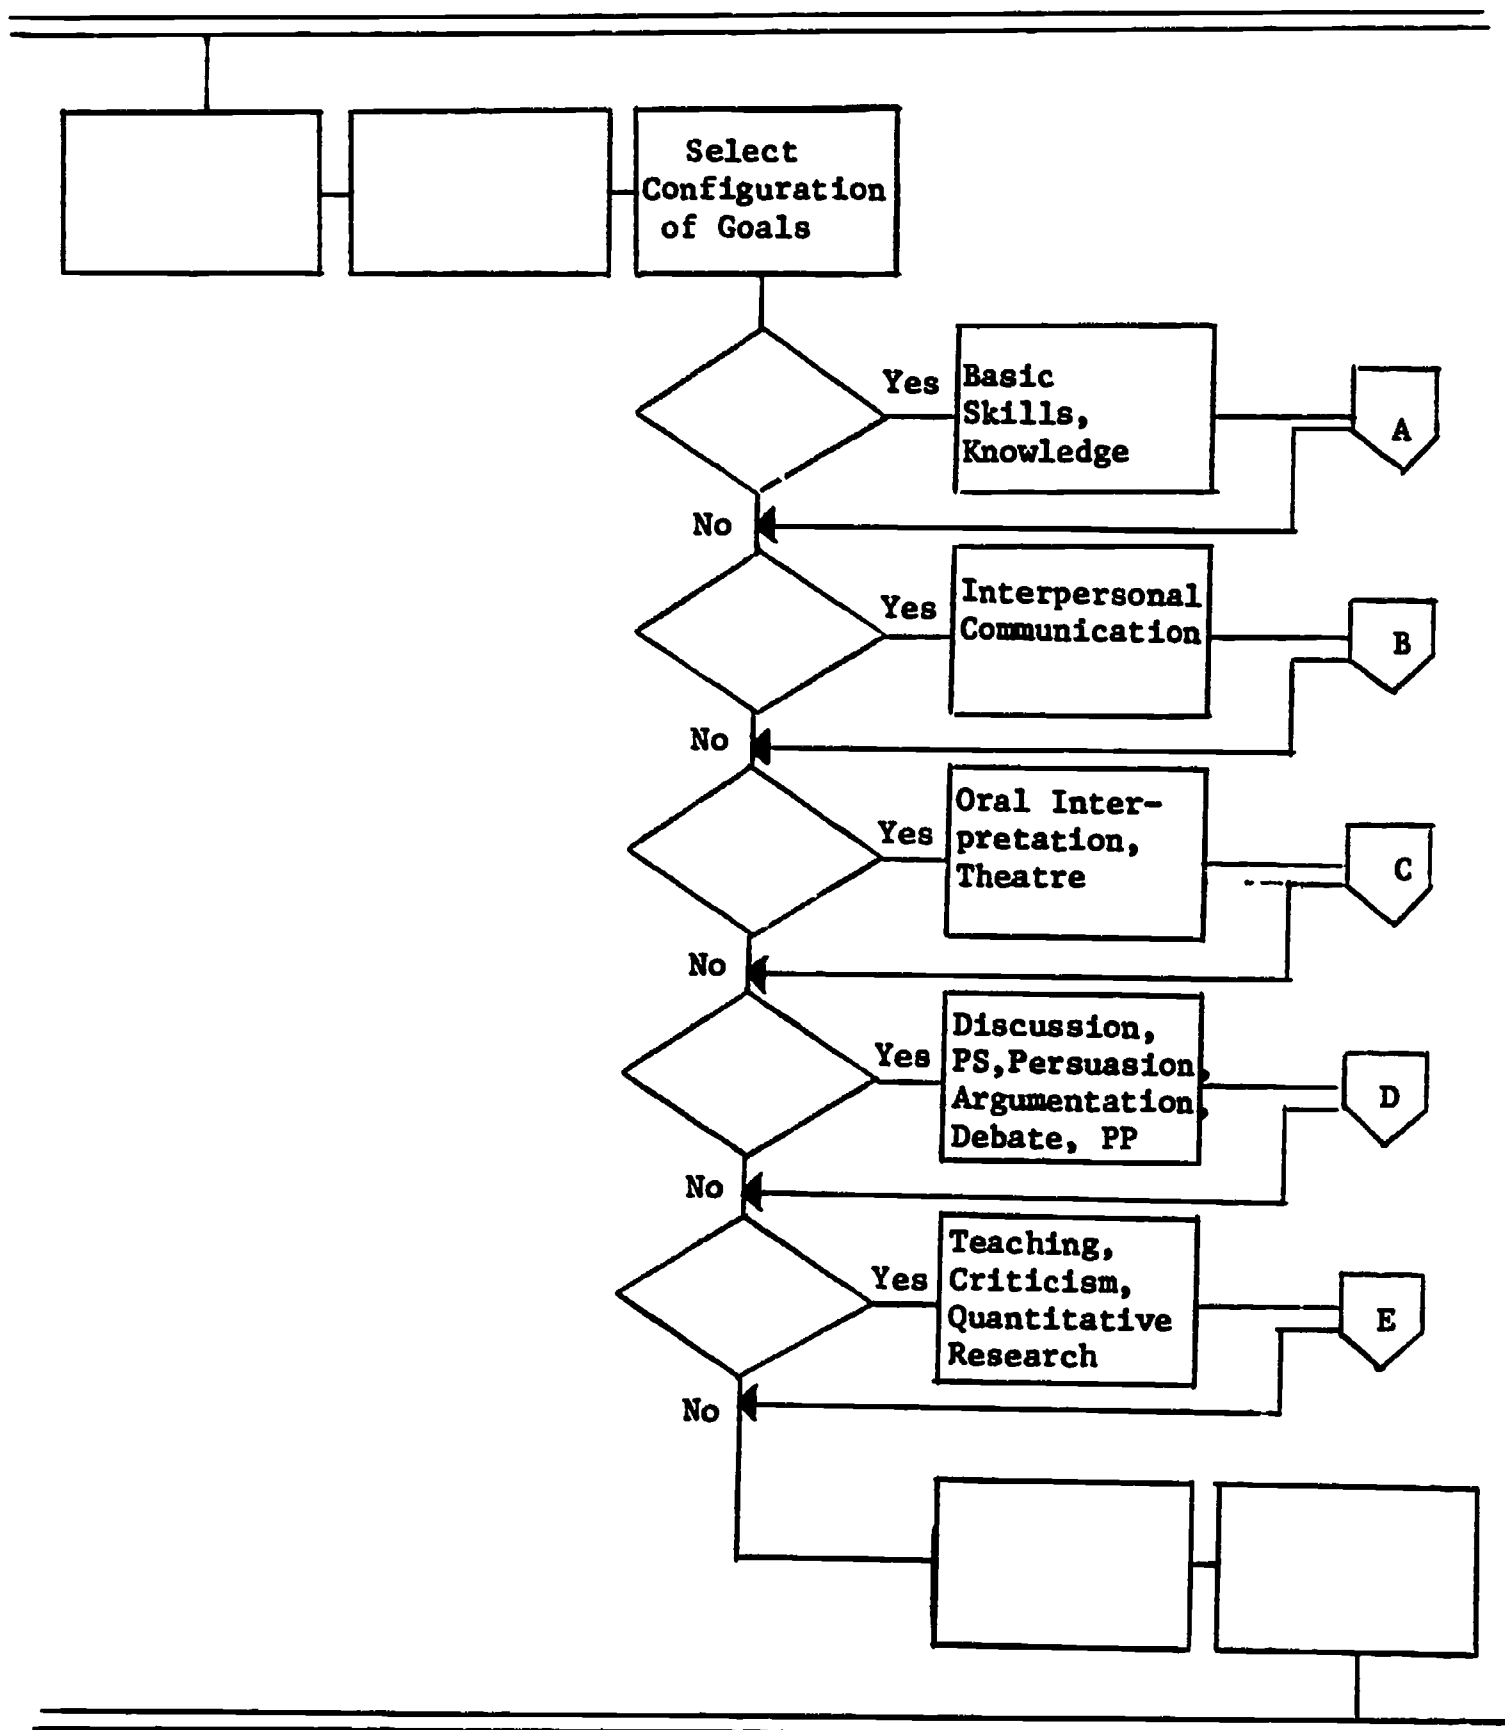 Select
Configuration
of Goals
Yes
Basic
Skills,
Knowledge
A
No
Yes
Interpersonal
Communication
B
No
Yes
Oral Inter-
pretation,
Theatre
C
No
Yes
Discussion,
PS,Persuasion,
Argumentation,
Debate, PP
D
No
Yes
Teaching,
Criticism,
Quantitative
Research
E
No